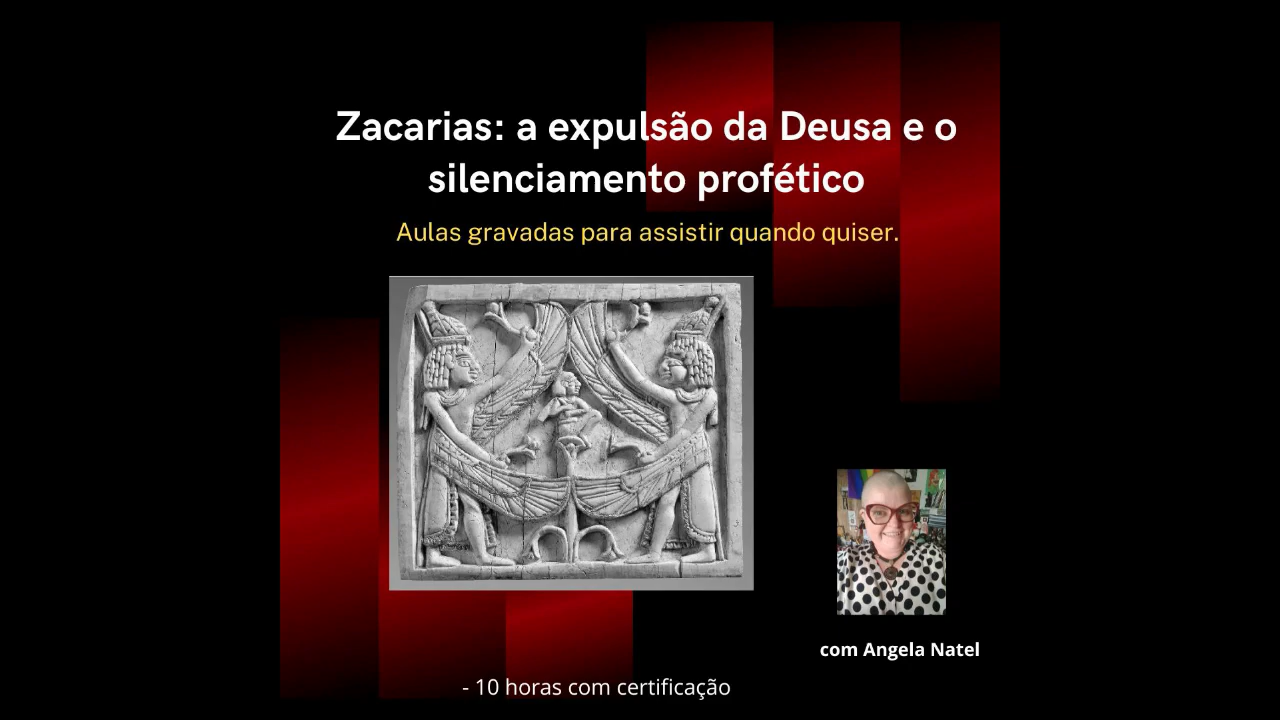 Zacarias: a expulsão da Deusa e o
silenciamento profético
Aulas gravadas para assistir quando quiser.
com Angela Natel
- 10 horas com certificação